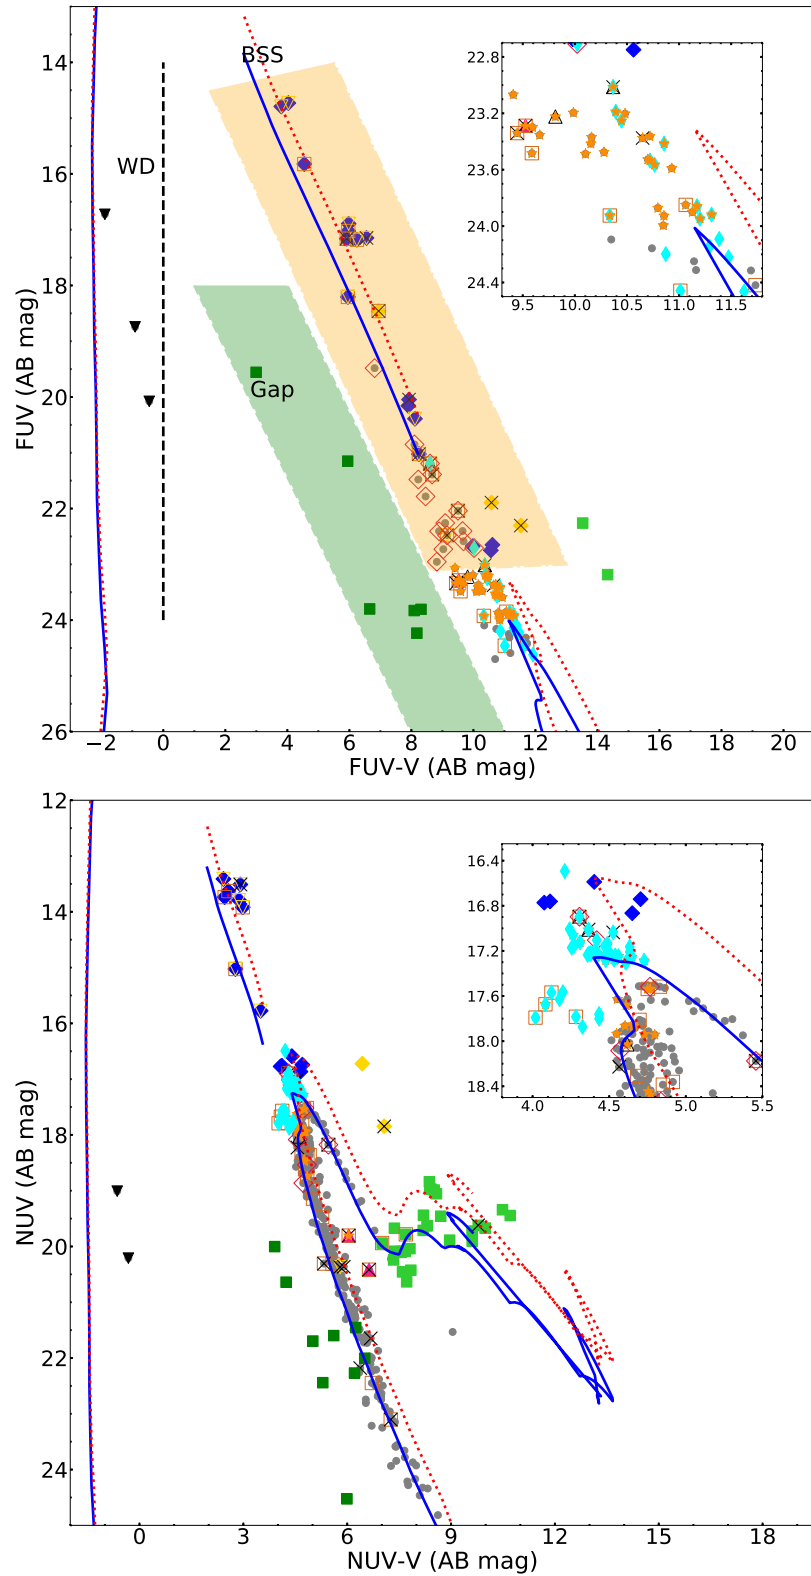 13
14
16
18
20
22
24
26
FUV (AB mag)
BSS
WD
Gap
22.8
23.2
23.6
24.0
24.4
9.5 10.0 10.5 11.0 11.5
−2 0 2 4 6 8 10 12 14 16 18 20
FUV-V (AB mag)
12
14
16
18
20
22
24
NUV (AB mag)
16.4
16.8
17.2
17.6
18.0
18.4
4.0 4.5 5.0 5.5
0 3 6 9 12 15 18
NUV-V (AB mag)